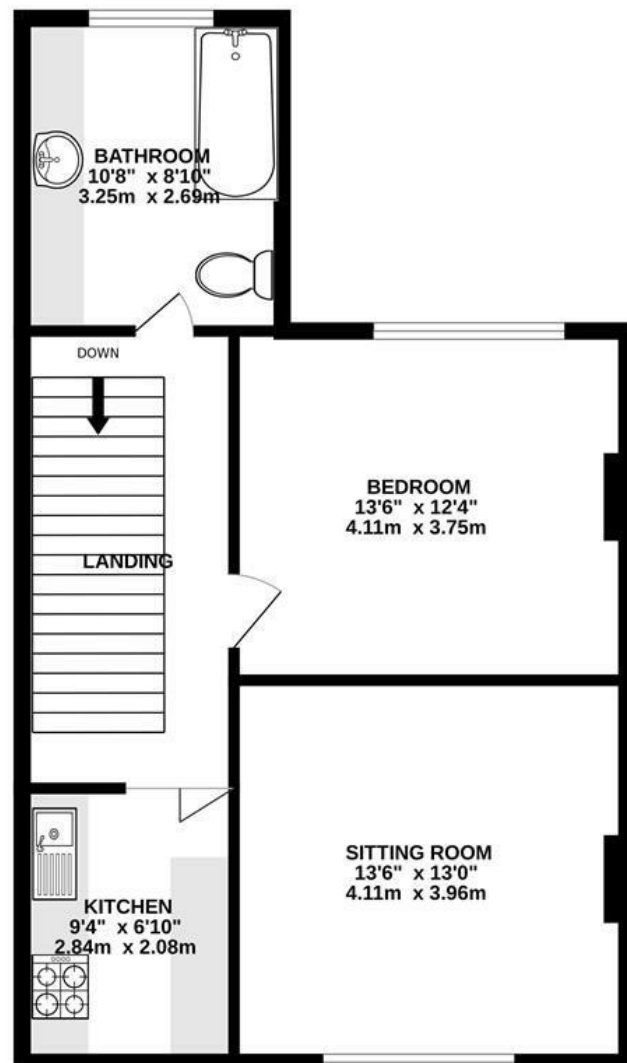 BATHROOM
10'8" x 8'10"
3.25m x 2.69m
DOWN
BEDROOM
13'6" x 12'4"
4.11m x 3.75m
LANDING
SITTING ROOM
13'6" x 13'0"
4.11m x 3.96m
KITCHEN
9'4" x 6'10"
2.84m x 2.08m